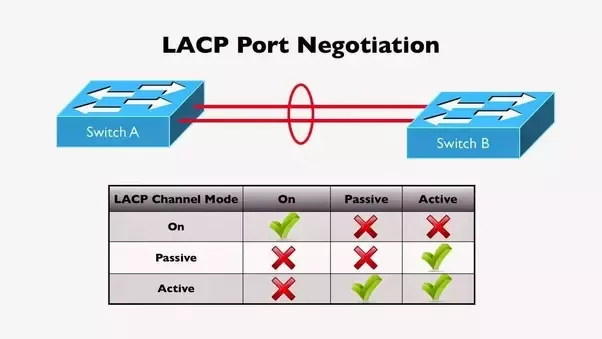 LACP Port Negotiation
Switch A
Switch B
LACP Channel Mode On Passive Active
On
Passive
Active